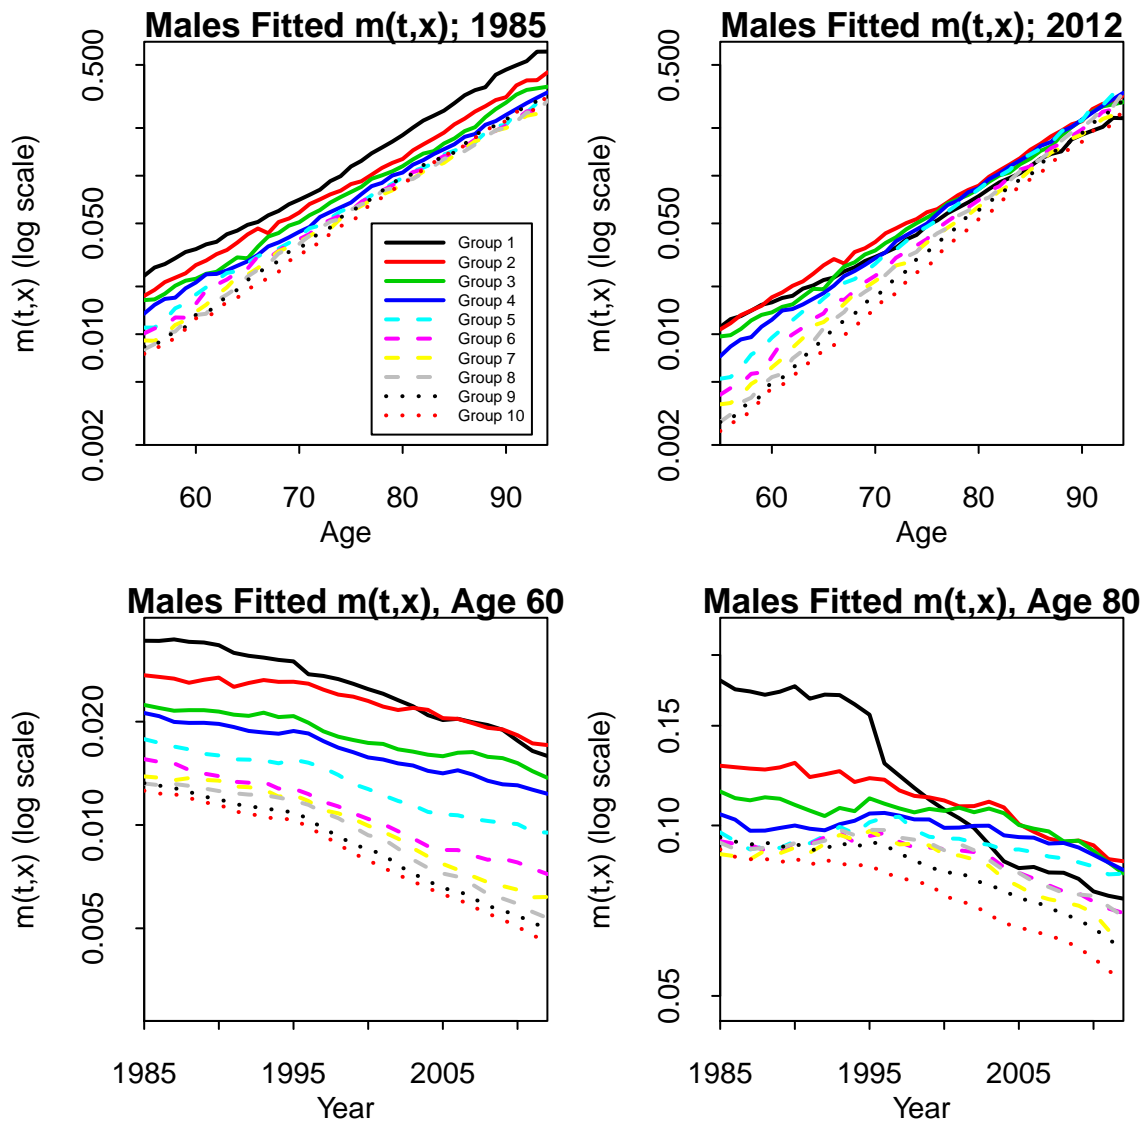 Males Fitted m(t,x); 1985
m(t,x) (log scale)
0.500
0.050
0.010
0.002
Group 1
Group 2
Group 3
Group 4
Group 5
Group 6
Group 7
Group 8
Group 9
Group 10
60 70 80 90
Age
Males Fitted m(t,x); 2012
m(t,x) (log scale)
0.500
0.050
0.010
0.002
60 70 80 90
Age
Males Fitted m(t,x), Age 60
m(t,x) (log scale)
0.020
0.010
0.005
1985 1995 2005
Year
Males Fitted m(t,x), Age 80
m(t,x) (log scale)
0.15
0.10
0.05
1985 1995 2005
Year